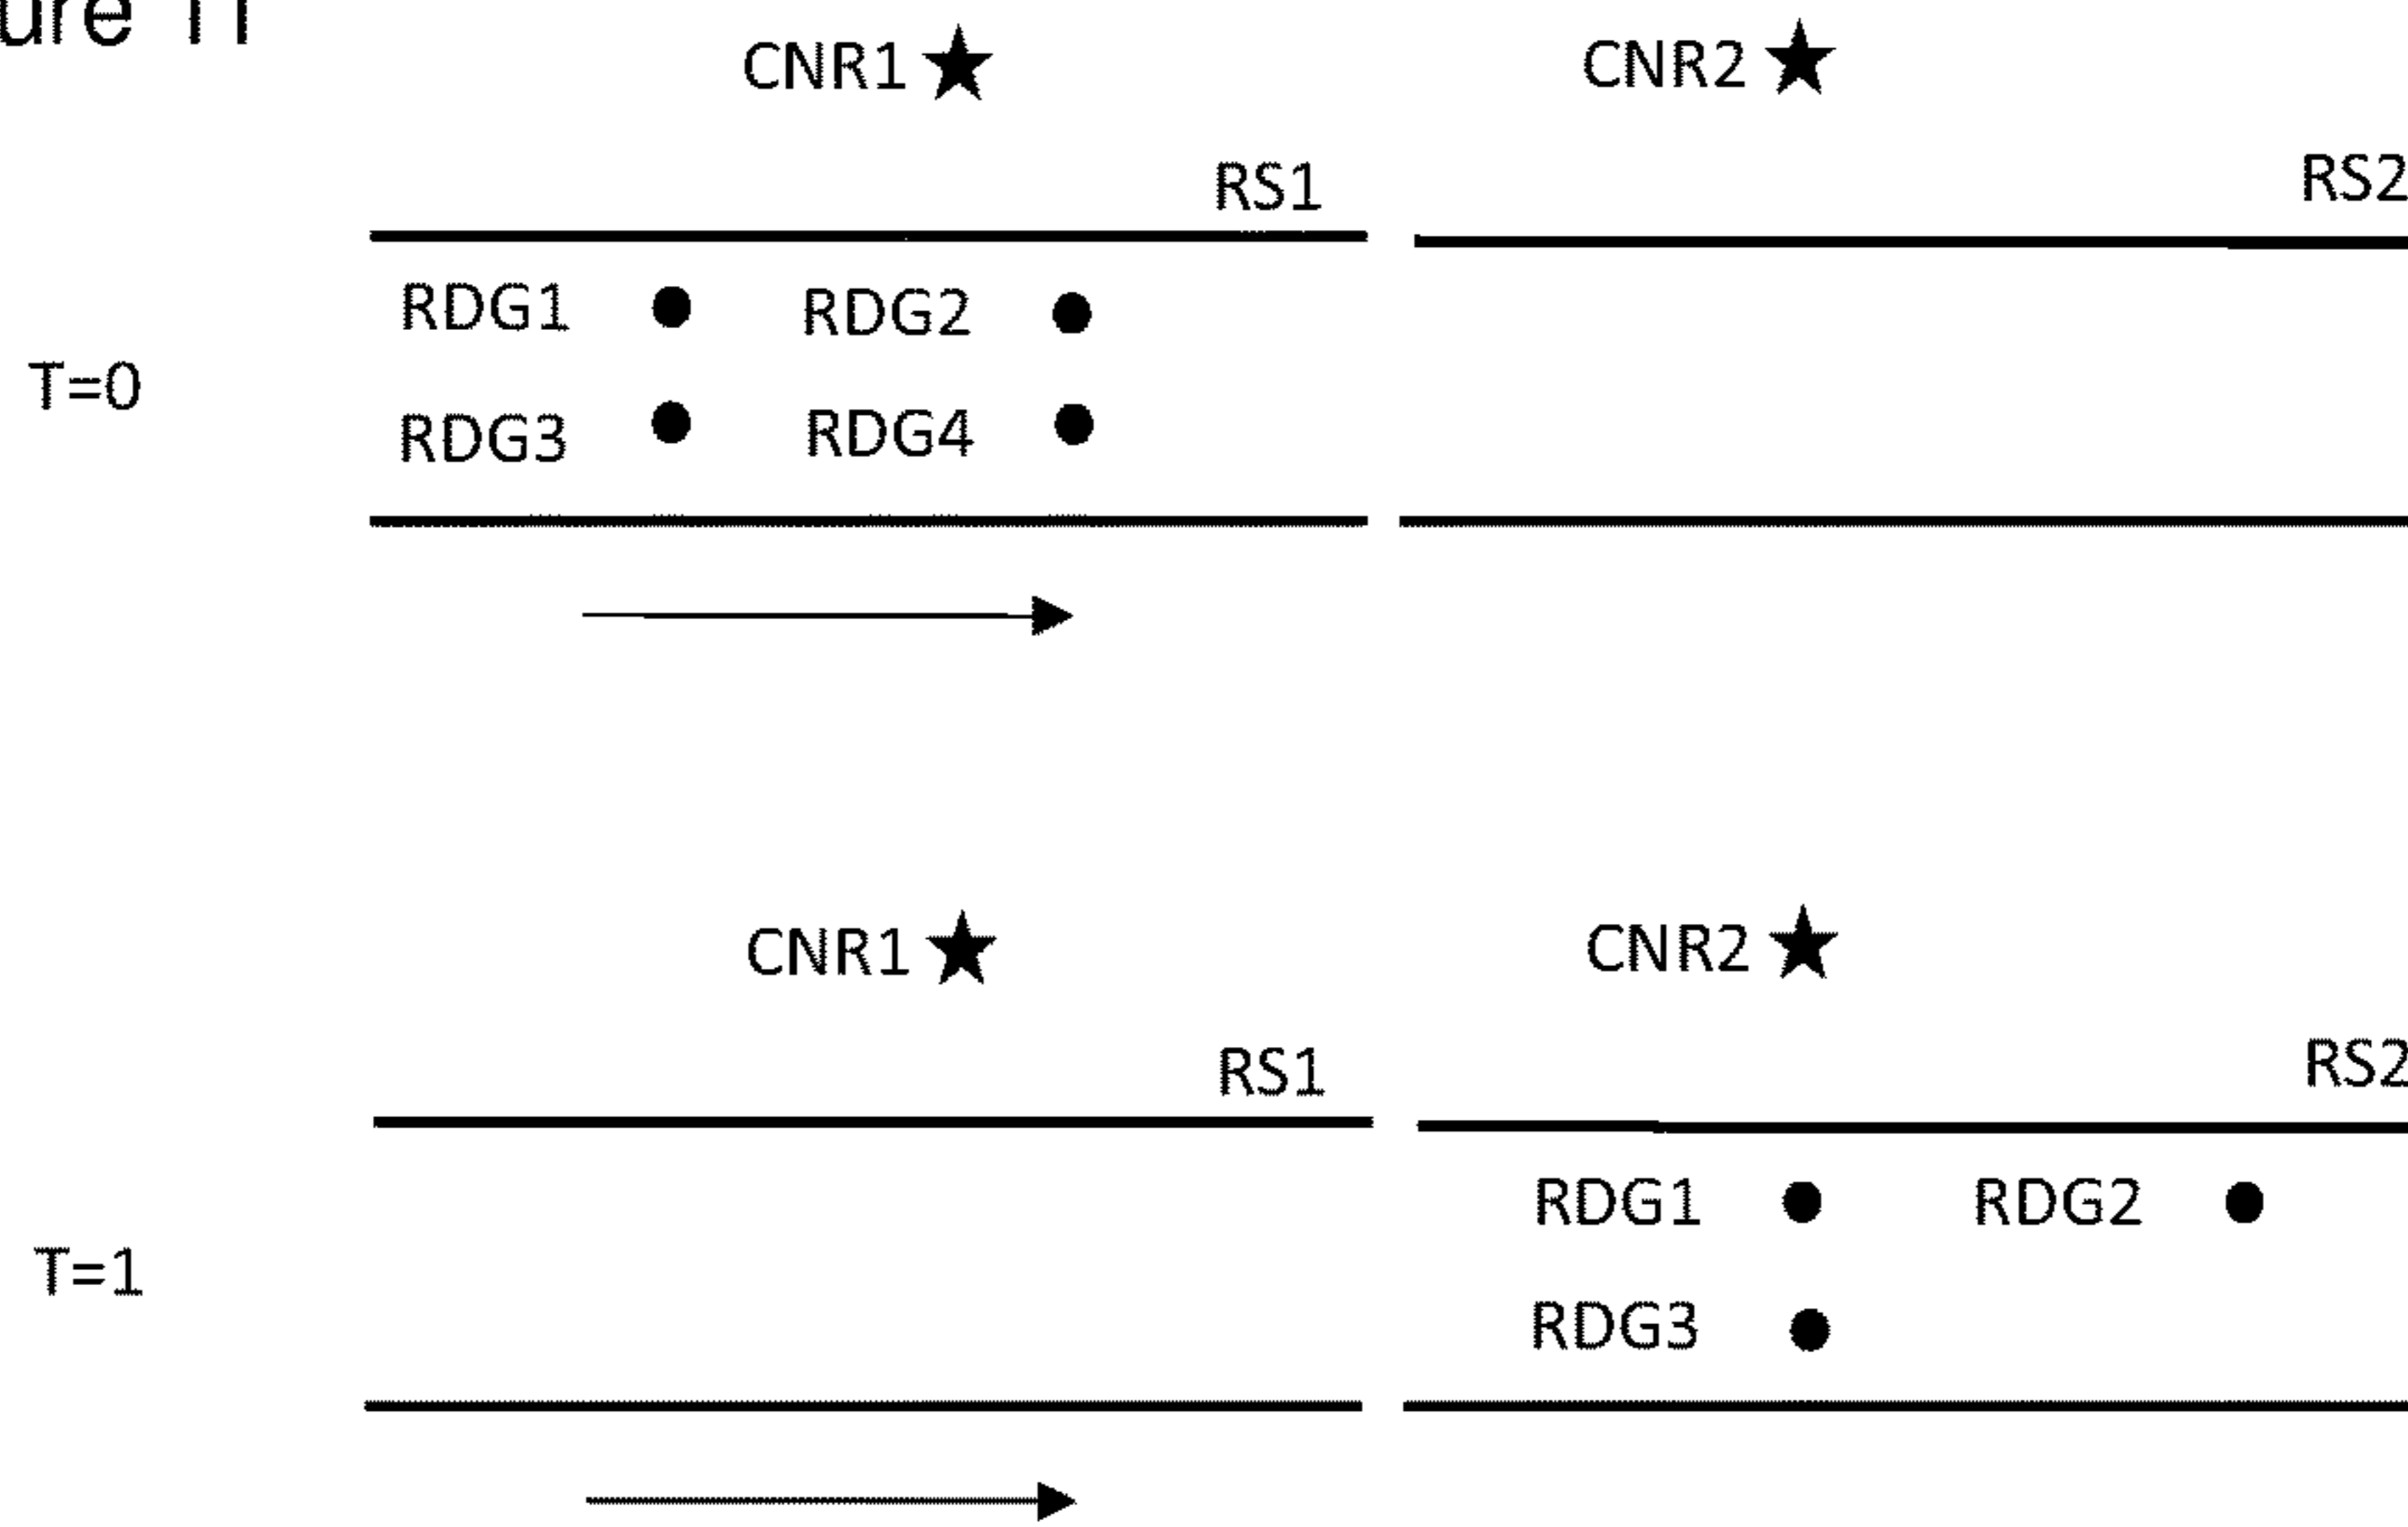 ure 11
CNR1 CNR2
RS1 RS2
RDG1 RDG2
T=0
RDG3 RDG4
CNR1 CNR2
RS1 RS2
RDG1 RDG2
T=1
RDG3